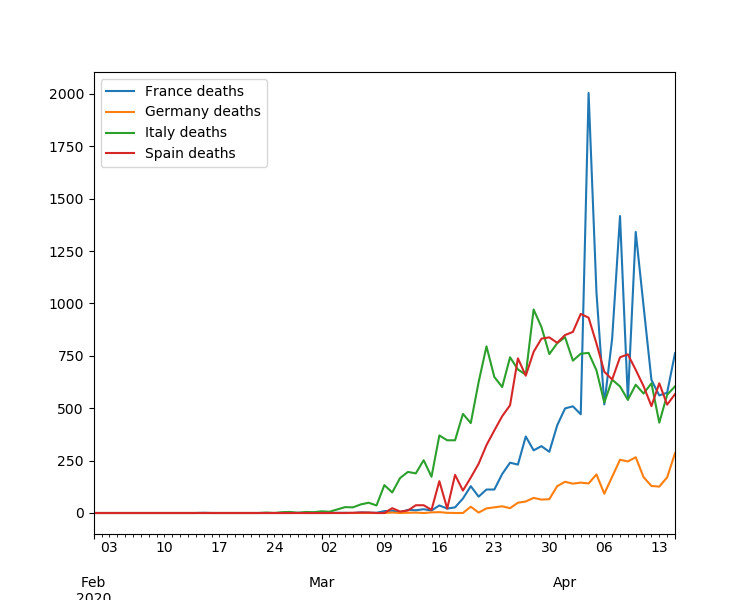 France deaths
Germany deaths
Italy deaths
Spain deaths
2000
1750
1500
1250
1000
750
500
250
0
03 10 17 24 02 09 16 23 30 06 13
Feb Mar Apr
2020